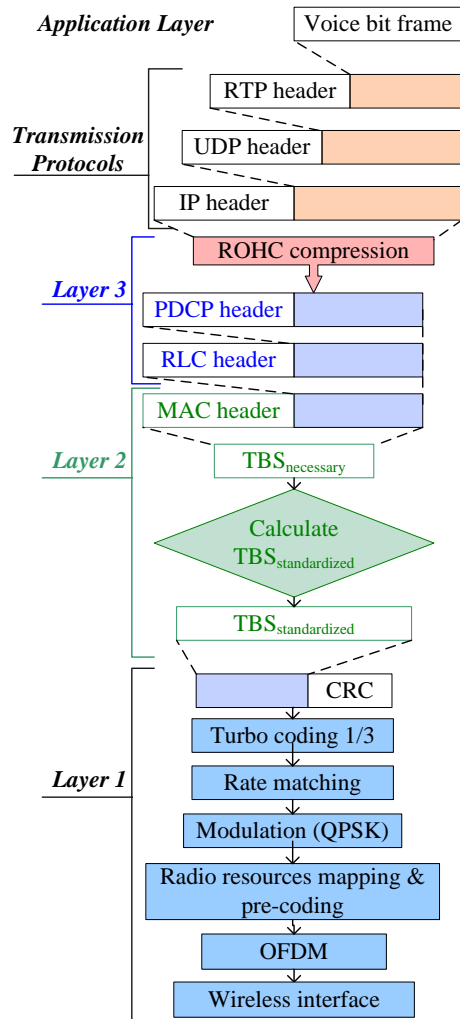 Application Layer
Voice bit frame
RTP header
Transmission
Protocols
UDP header
IP header
ROHC compression
Layer 3
PDCP header
RLC header
MAC header
Layer 2
TBSnecessary
Calculate
TBSstandardized
TBSstandardized
CRC
Turbo coding 1/3
Layer 1
Rate matching
Modulation (QPSK)
Radio resources mapping &
pre-coding
OFDM
Wireless interface